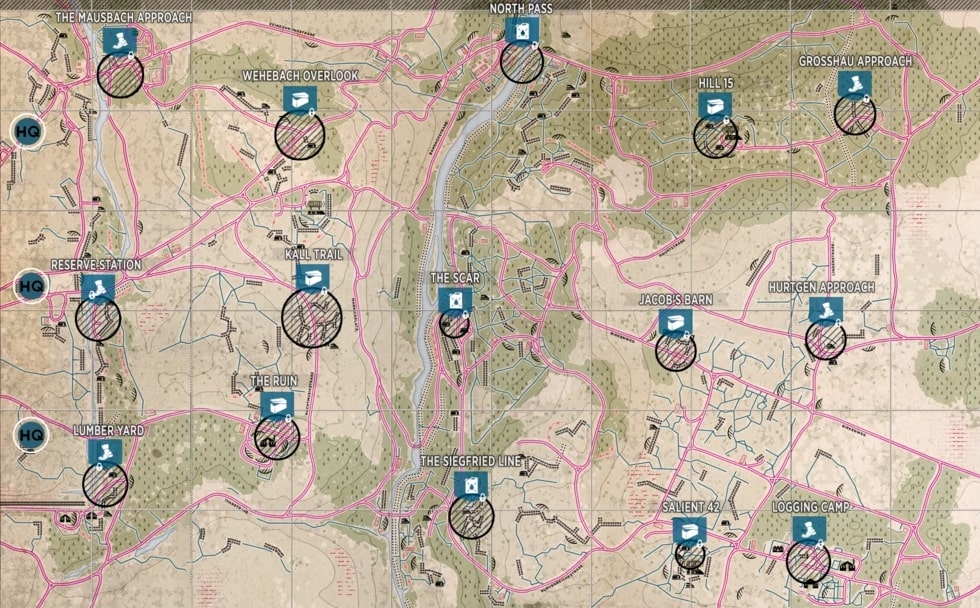 NORTH PASS
THE MAUSBACH APPROACH
GROSSHAU APPROACH
WEHEBACH OVERLOOK
HILL 15
HQ
RESERVE STATION
KALL TRAIL
THE SCAR
HURTGEN APPROACH
JACOB'S BARN
HQ
THE RUIN
LUMBER YARD
HQ
THE SIEGFRIED LINE
SALIENT 42
LOGGING CAMP